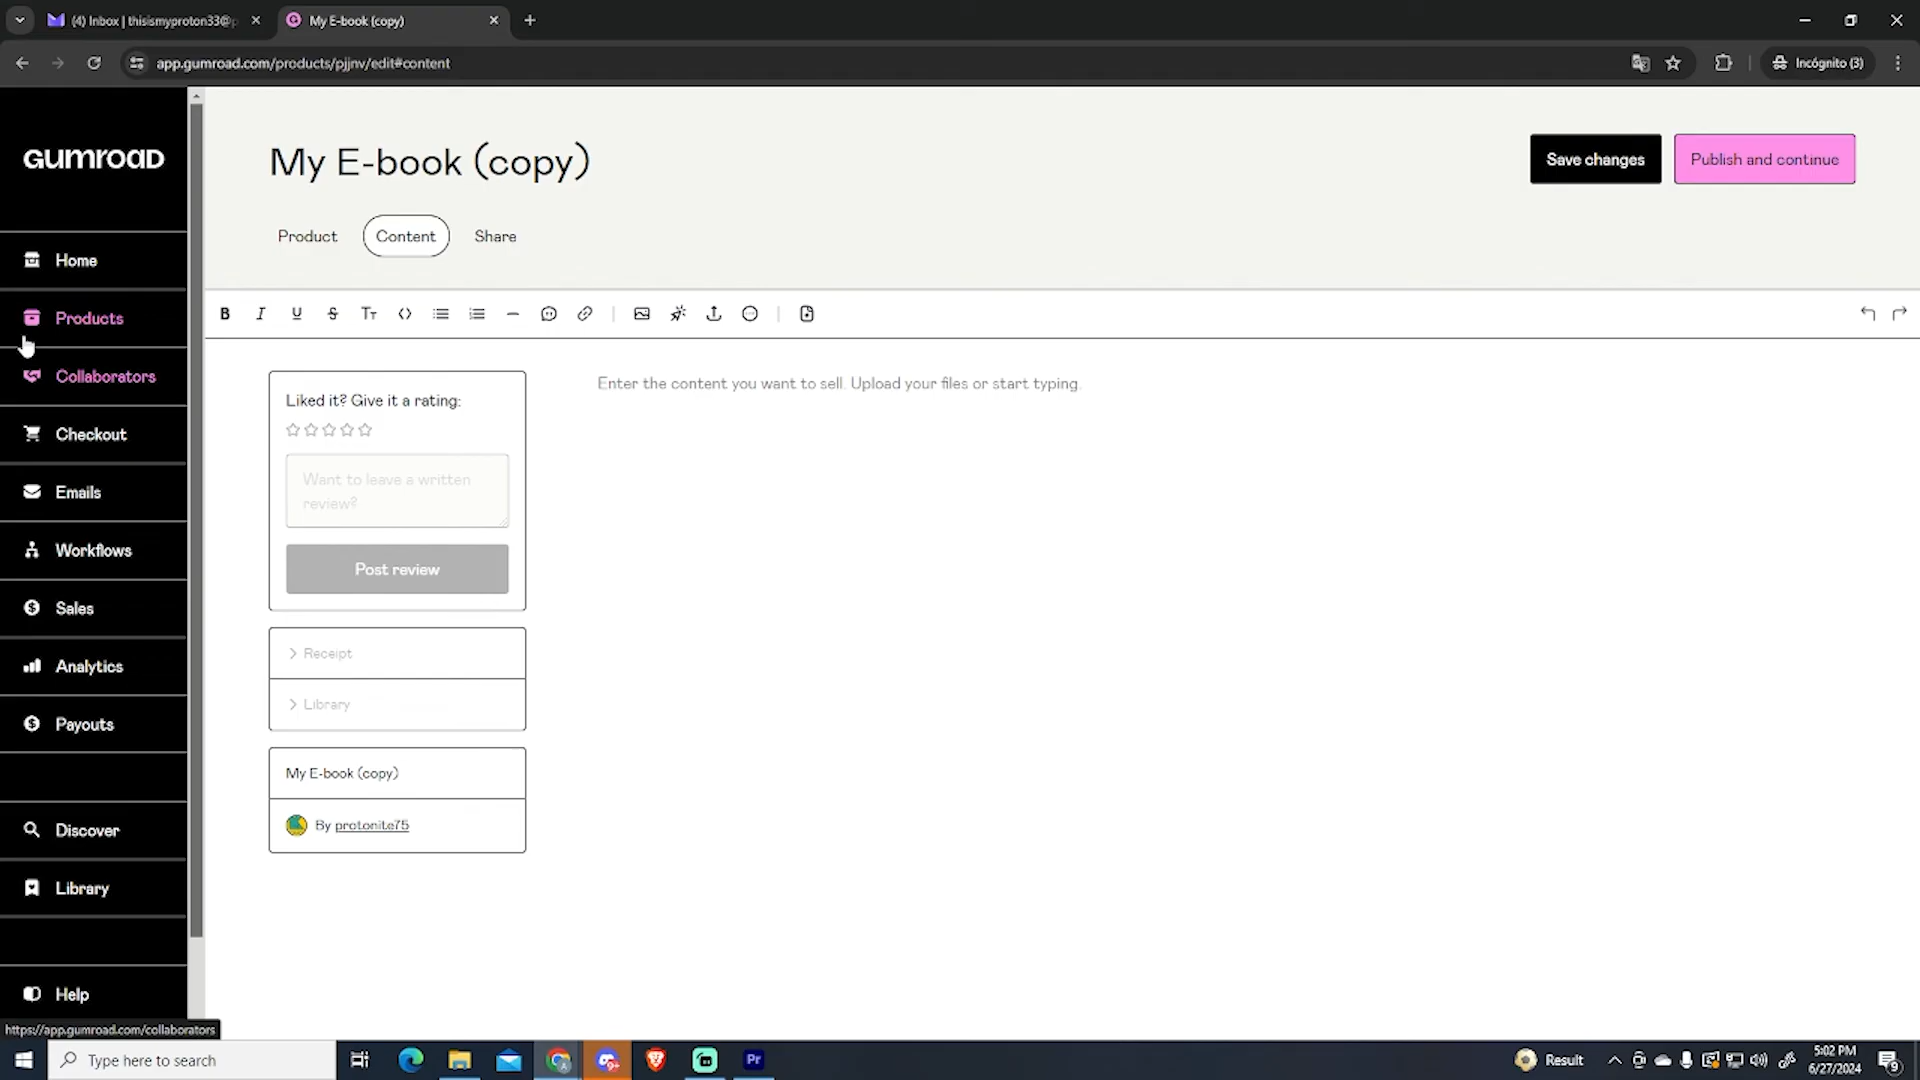 (4) Inbox | thisismyproton33@p
My E-book (copy)
app.gumroad.com/products/pjjnv/edit#content
Incógnito (3)
GUMROAD
Home
Products
Collaborators
Checkout
Emails
Workflows
Sales
Analytics
Payouts
Discover
Library
Help
https://app.gumroad.com/collaborators
My E-book (copy)
Save changes
Publish and continue
Product
Content
Share
B I U S Tт
Liked it? Give it a rating:
Want to leave a written
review?
Post review
Receipt
Library
My E-book (copy)
By protonite75
Enter the content you want to sell. Upload your files or start typing.
Type here to search
Pr
Result
5:02 PM
6/27/2024
9